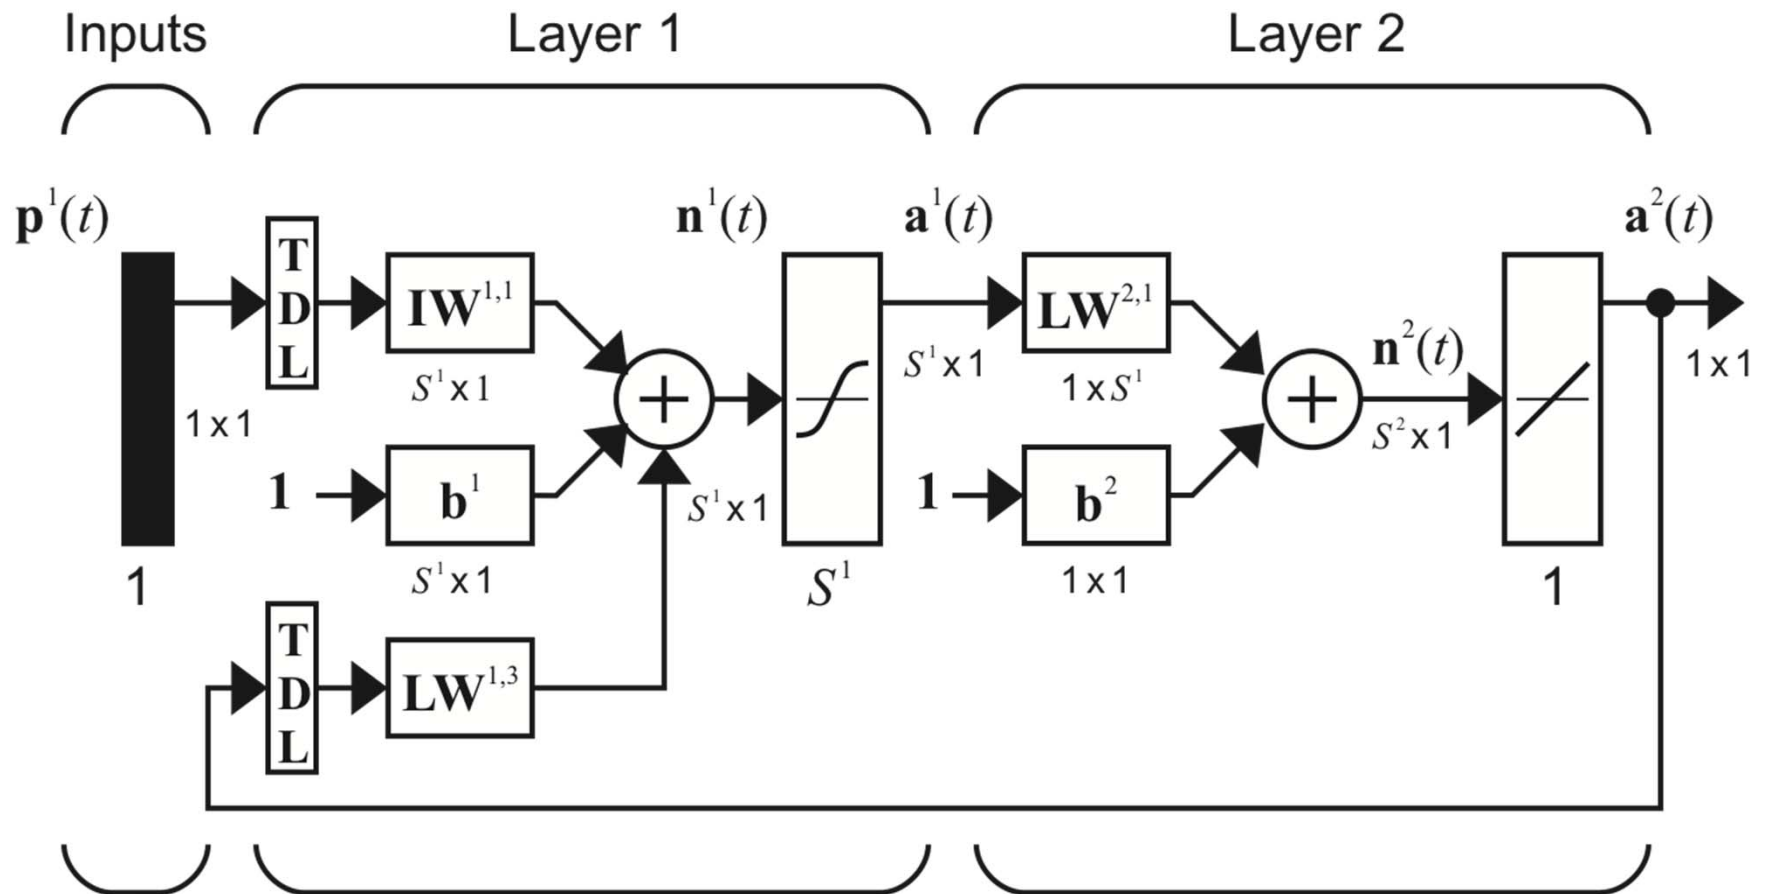 Inputs
Layer 1
Layer 2
p¹(t)
n¹(t)
a¹(t)
a²(t)
T
D
L
IW¹,¹
LW²,¹
n²(t)
S¹x1
1x1
S¹x1
1xS¹
1x1
S²x1
1
b¹
S¹x1
1
b²
1
S¹x1
S¹
1x1
1
T
D
L
LW¹,³